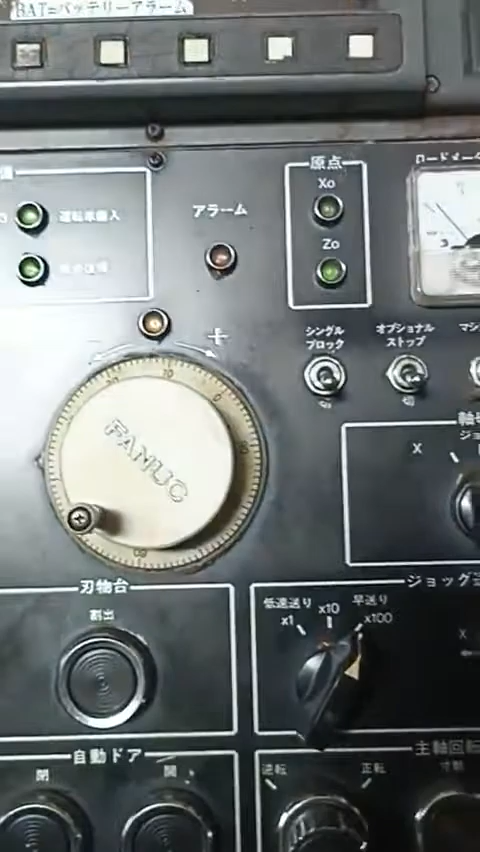 BAT=バッテリーアラーム
運転準備入
アラーム
原点
Xo
Zo
ロードメータ
シングル
ブロック
オプショナル
ストップ
切
切
－
＋
FANUC
10
0
X
刃物台
割出
低速送り
早送り
x1
x10
x100
ジョッグ
X
自動ドア
閉
開
主軸回転
逆転
正転
寸動